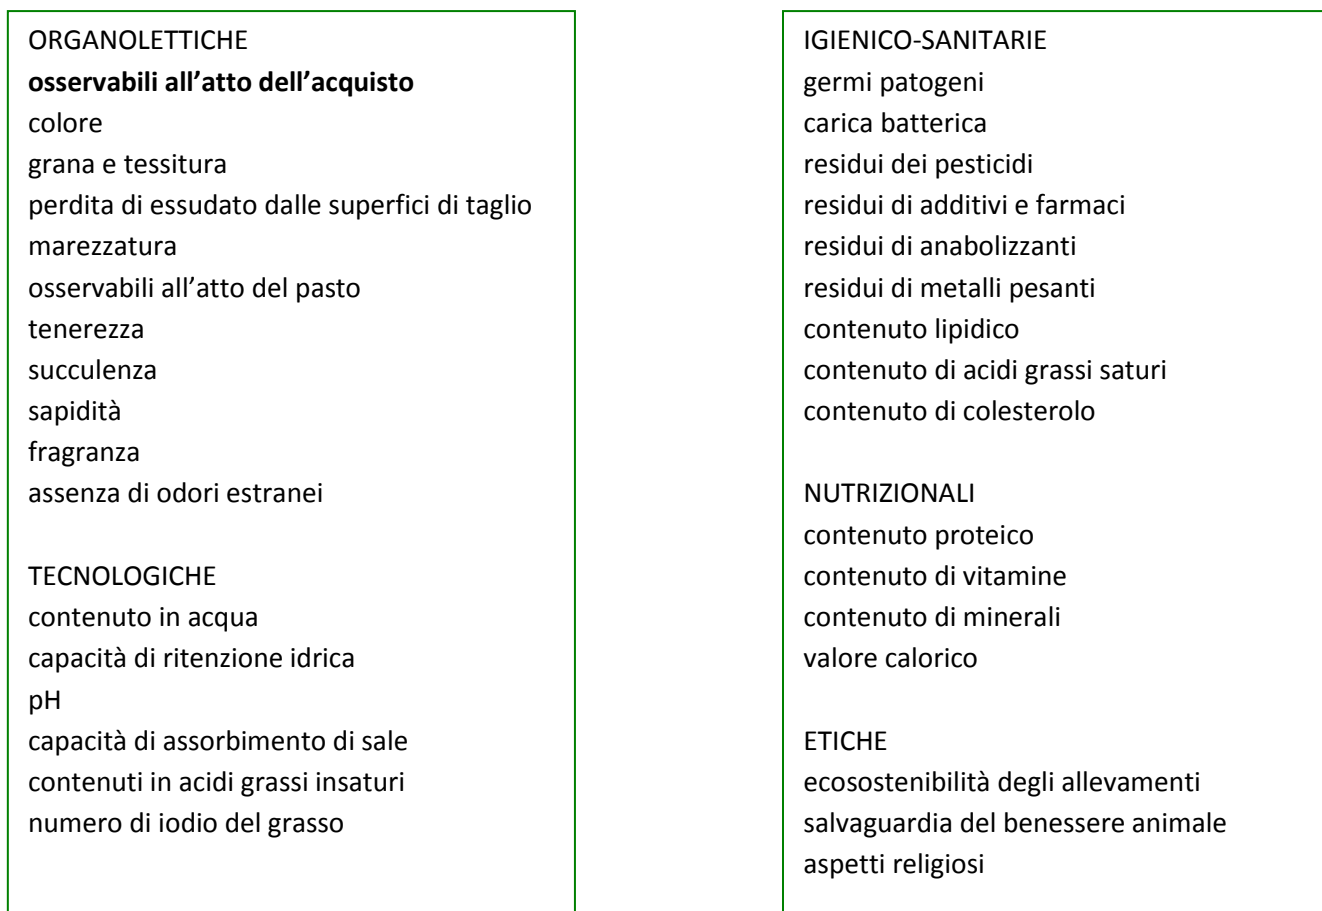 ORGANOLETTICHE
osservabili all’atto dell’acquisto
colore
grana e tessitura
perdita di essudato dalle superfici di taglio
marezzatura
osservabili all’atto del pasto
tenerezza
succulenza
sapidità
fragranza
assenza di odori estranei
TECNOLOGICHE
contenuto in acqua
capacità di ritenzione idrica
pH
capacità di assorbimento di sale
contenuti in acidi grassi insaturi
numero di iodio del grasso
IGIENICO-SANITARIE
germi patogeni
carica batterica
residui dei pesticidi
residui di additivi e farmaci
residui di anabolizzanti
residui di metalli pesanti
contenuto lipidico
contenuto di acidi grassi saturi
contenuto di colesterolo
NUTRIZIONALI
contenuto proteico
contenuto di vitamine
contenuto di minerali
valore calorico
ETICHE
ecosostenibilità degli allevamenti
salvaguardia del benessere animale
aspetti religiosi